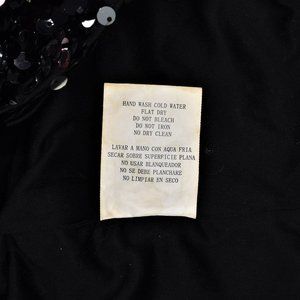 HAND WASH COLD WATER
FLAT DRY
DO NOT BLEACH
DO NOT IRON
NO DRY CLEAN
LAVAR A MANO CON AQUA FRIA
SECAR SOBRE SUPERFICIE PLANA
NO USAR BLANQUEADOR
NO SE DEBE PLANCHARE
NO LIMPIAR EN SECO